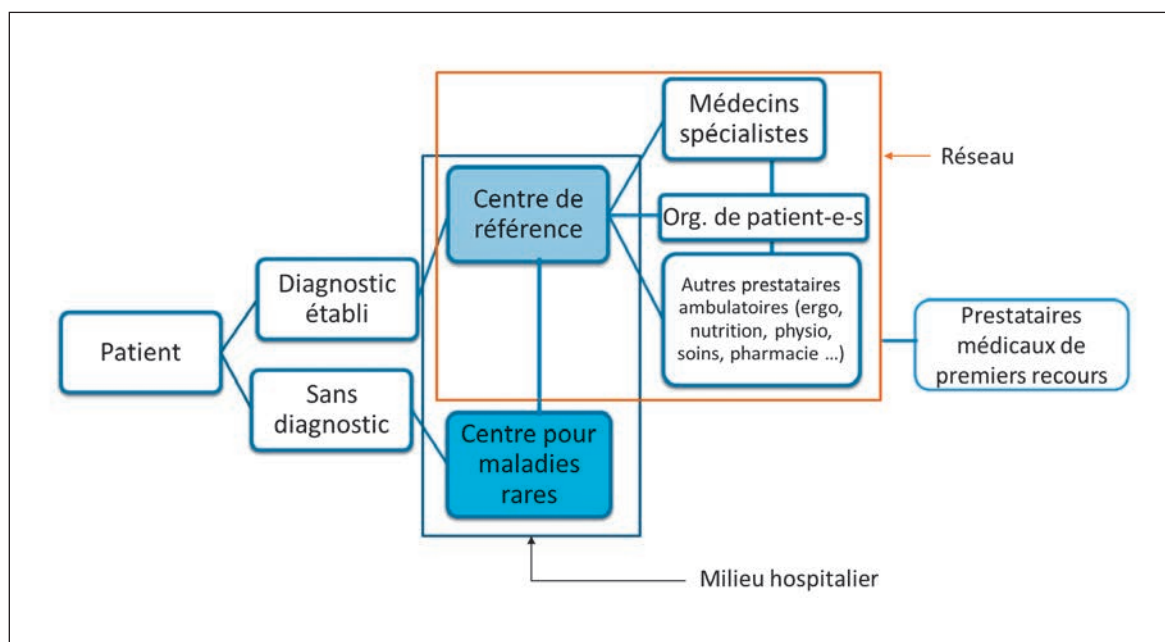 Médecins
spécialistes
Réseau
Centre de
référence
Org. de patient-e-s
Diagnostic
établi
Autres prestataires
ambulatoires (ergo,
nutrition, physio,
soins, pharmacie ...)
Patient
Prestataires
médicaux de
premiers recours
Sans
diagnostic
Centre pour
maladies
rares
Milieu hospitalier